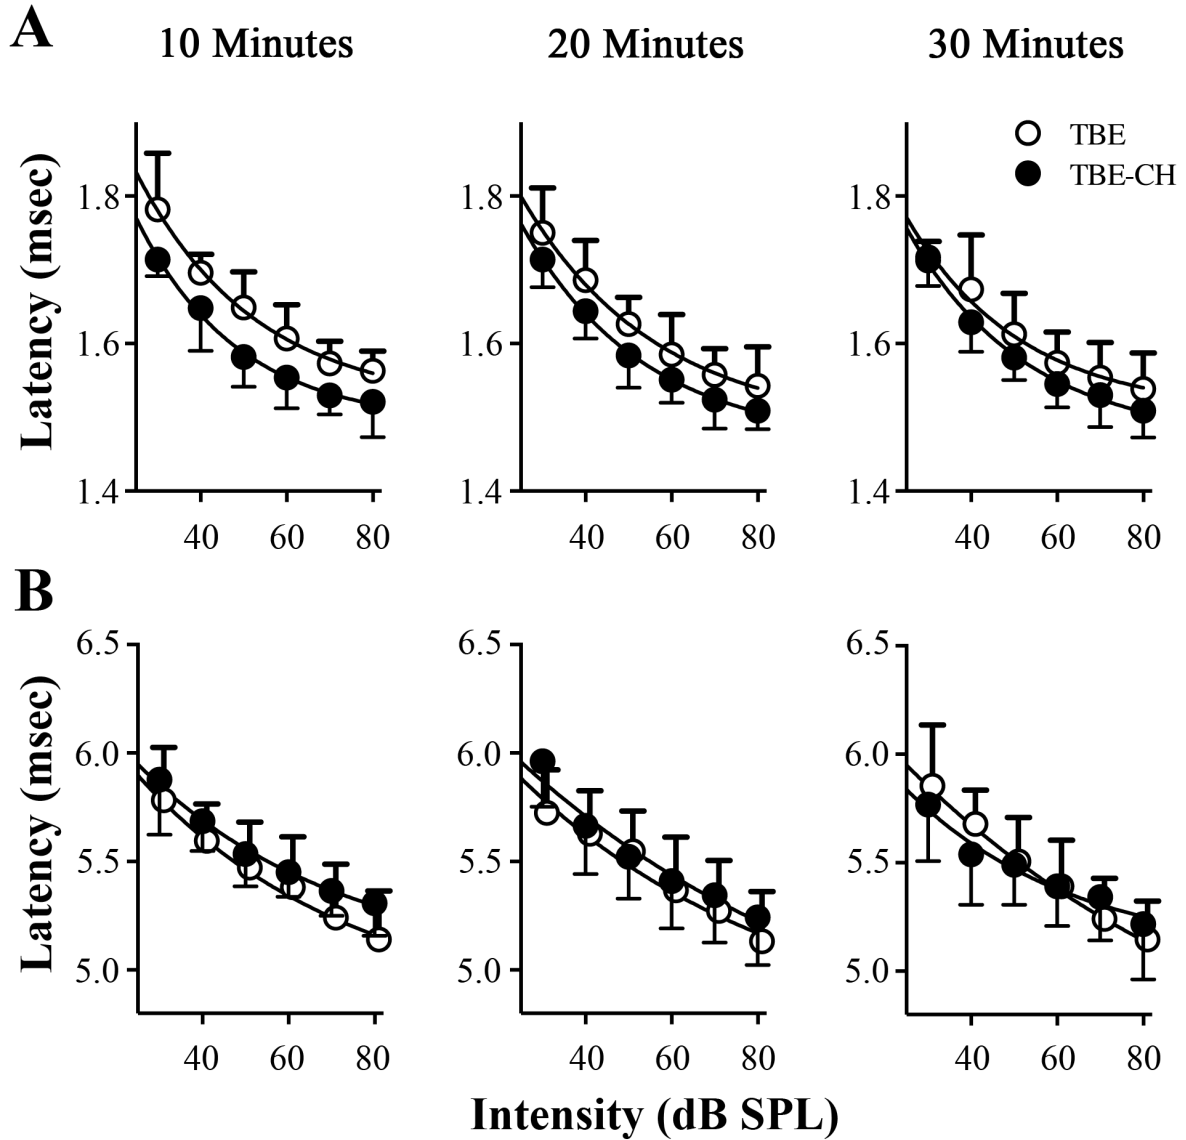 A
10 Minutes 20 Minutes 30 Minutes
TBE
TBE-CH
Latency (msec)
1.8 1.8 1.8
1.6 1.6 1.6
1.4 1.4 1.4
40 60 80 40 60 80 40 60 80
B
Latency (msec)
6.5 6.5 6.5
6.0 6.0 6.0
5.5 5.5 5.5
5.0 5.0 5.0
40 60 80 40 60 80 40 60 80
Intensity (dB SPL)